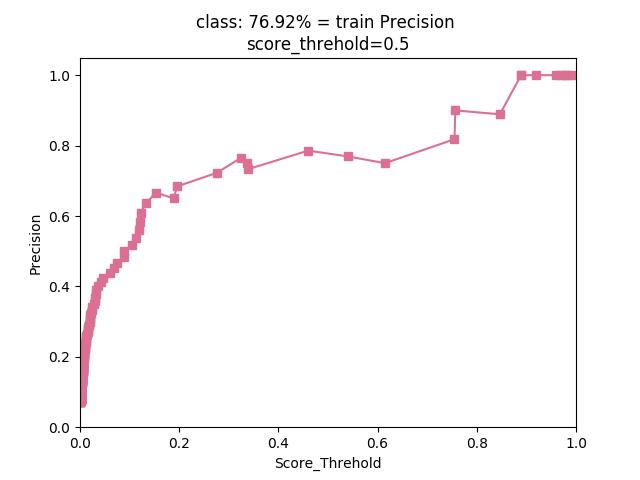 class: 76.92% = train Precision
score_threhold=0.5
1.0
0.8
0.6
0.4
0.2
0.0
Precision
0.0 0.2 0.4 0.6 0.8 1.0
Score_Threhold